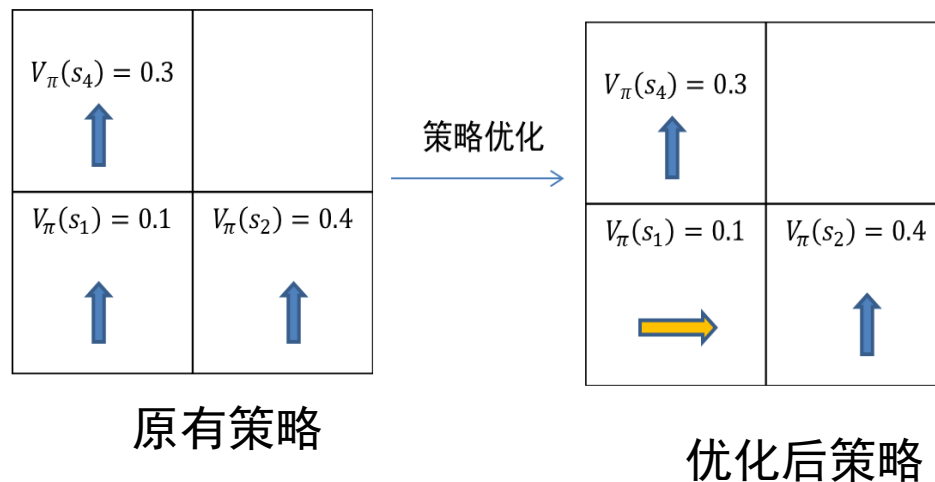 V_π(s_4) = 0.3
V_π(s_1) = 0.1
V_π(s_2) = 0.4
原有策略
策略优化
V_π(s_4) = 0.3
V_π(s_1) = 0.1
V_π(s_2) = 0.4
优化后策略